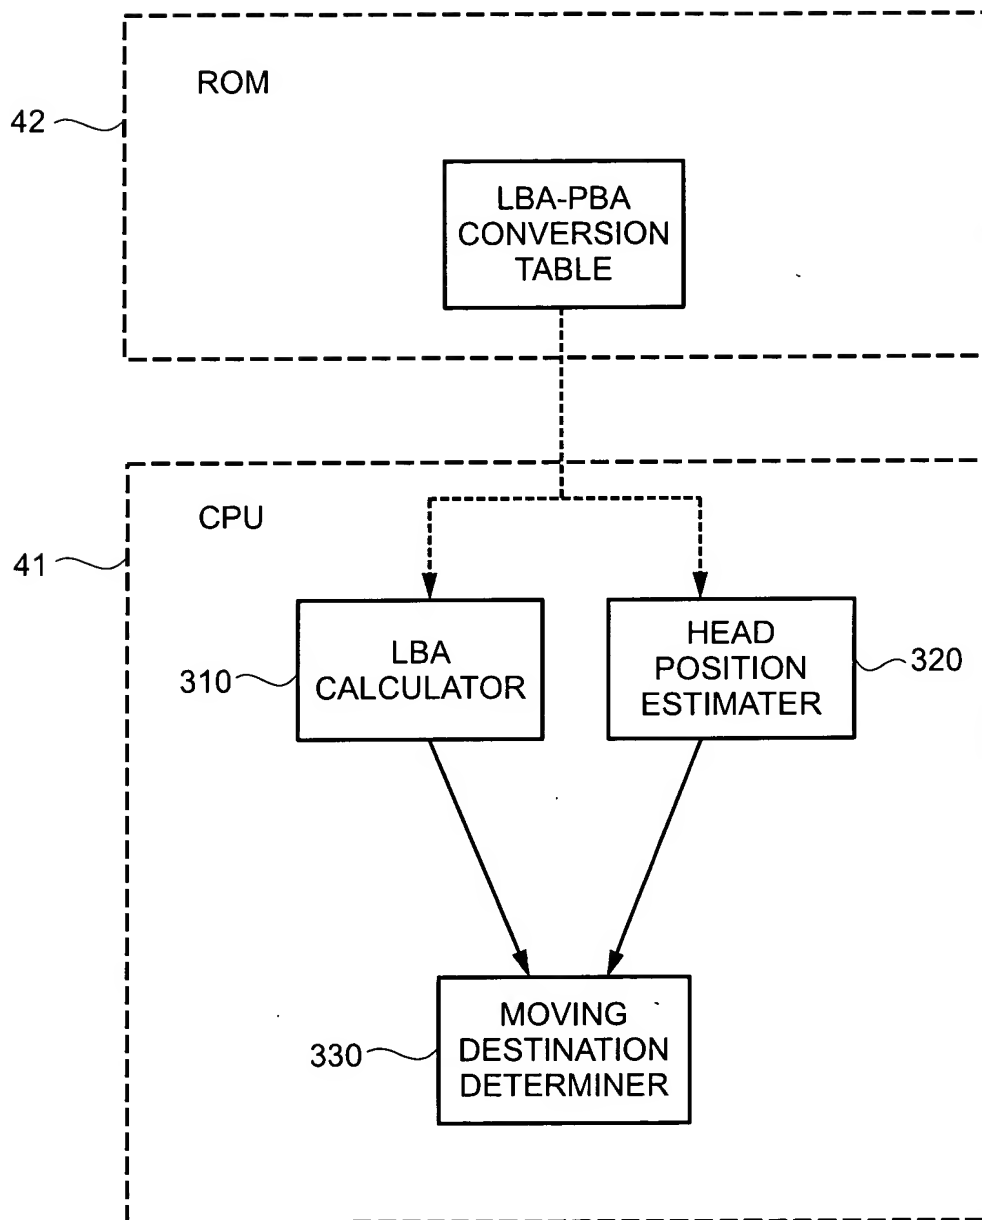 ROM
42
LBA-PBA
CONVERSION
TABLE
CPU
41
LBA
CALCULATOR
310
HEAD
POSITION
ESTIMATER
320
MOVING
DESTINATION
DETERMINER
330